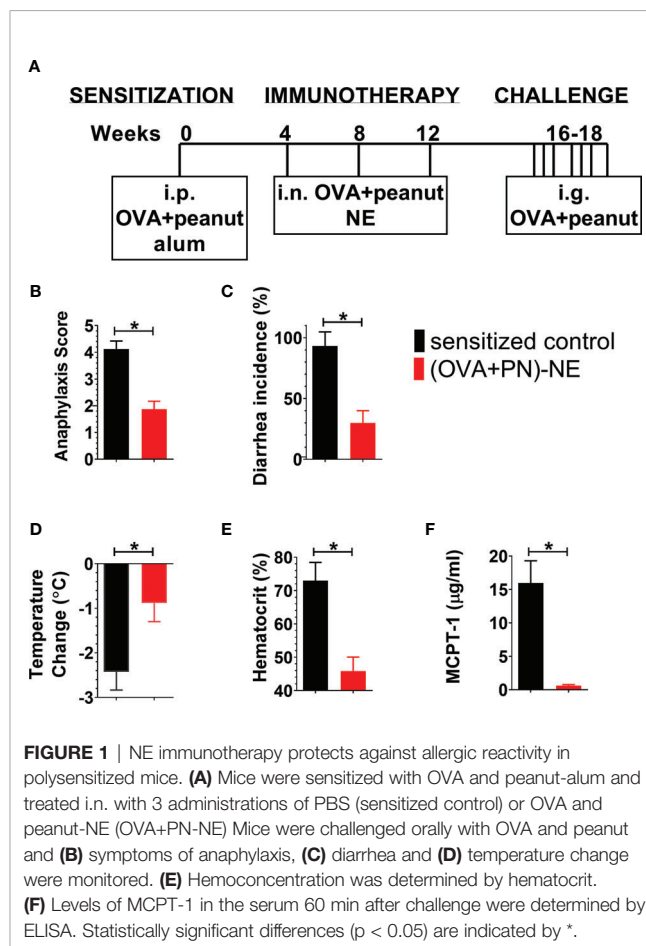 A
SENSITIZATION IMMUNOTHERAPY CHALLENGE
Weeks 0 4 8 12 16-18
i.p. OVA+peanut alum
i.n. OVA+peanut NE
i.g. OVA+peanut
B
Anaphylaxis Score
5
4
3
2
1
0
*
C
Diarrhea incidence (%)
100
50
0
*
sensitized control
(OVA+PN)-NE
D
Temperature Change (°C)
0
-1
-2
-3
*
E
Hematocrit (%)
80
70
60
50
40
*
F
MCPT-1 (µg/ml)
20
15
10
5
0
*
FIGURE 1 | NE immunotherapy protects against allergic reactivity in
polysensitized mice. (A) Mice were sensitized with OVA and peanut-alum and
treated i.n. with 3 administrations of PBS (sensitized control) or OVA and
peanut-NE (OVA+PN-NE) Mice were challenged orally with OVA and peanut
and (B) symptoms of anaphylaxis, (C) diarrhea and (D) temperature change
were monitored. (E) Hemoconcentration was determined by hematocrit.
(F) Levels of MCPT-1 in the serum 60 min after challenge were determined by
ELISA. Statistically significant differences (p < 0.05) are indicated by *.